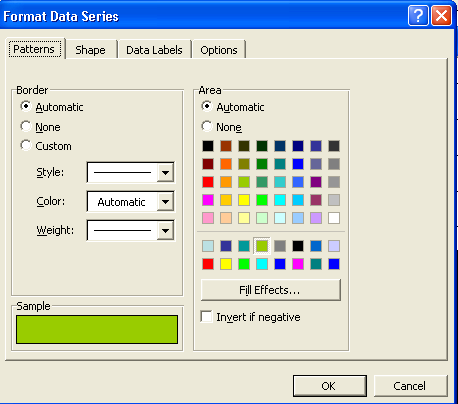 Format Data Series
Patterns Shape Data Labels Options
Border
Automatic
None
Custom
Style:
Color: Automatic
Weight:
Sample
Area
Automatic
None
Fill Effects...
Invert if negative
OK Cancel